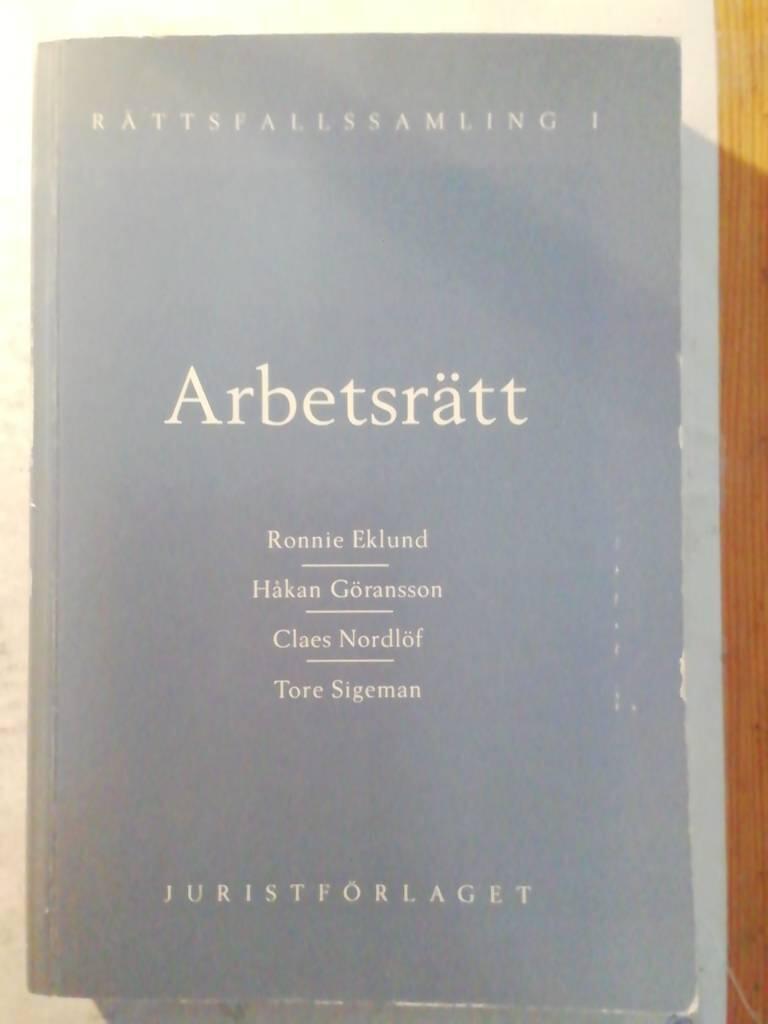 RÄTTSFALLSSAMLING I
Arbetsrätt
Ronnie Eklund
Håkan Göransson
Claes Nordlöf
Tore Sigeman
JURISTFÖRLAGET